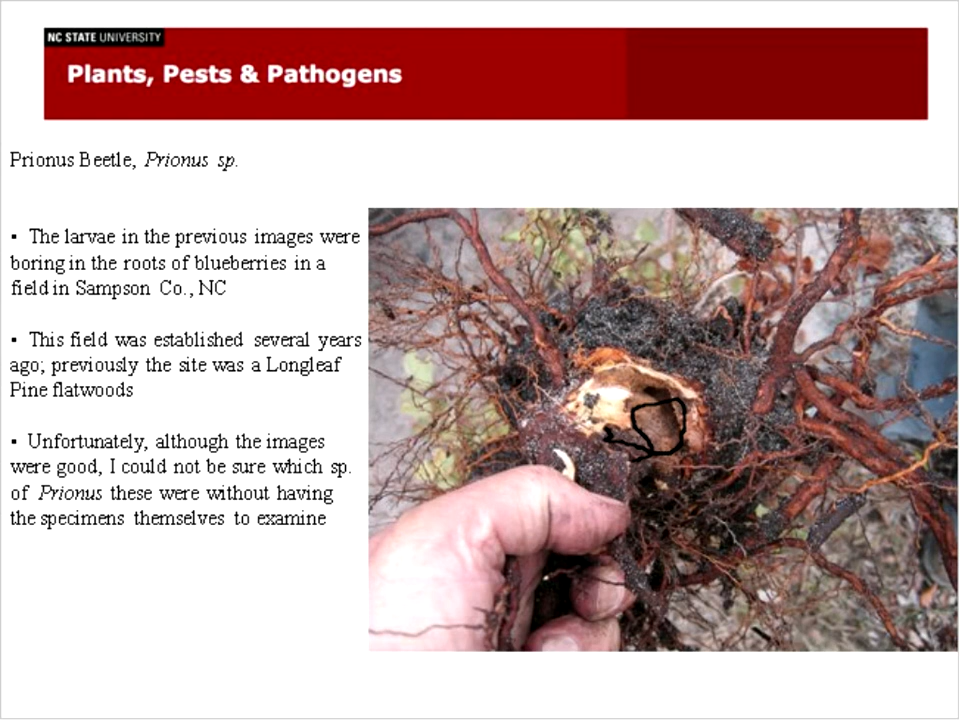 NC STATE UNIVERSITY
Plants, Pests & Pathogens
Prionus Beetle, Prionus sp.
▪ The larvae in the previous images were
boring in the roots of blueberries in a
field in Sampson Co., NC
▪ This field was established several years
ago; previously the site was a Longleaf
Pine flatwoods
▪ Unfortunately, although the images
were good, I could not be sure which sp.
of Prionus these were without having
the specimens themselves to examine